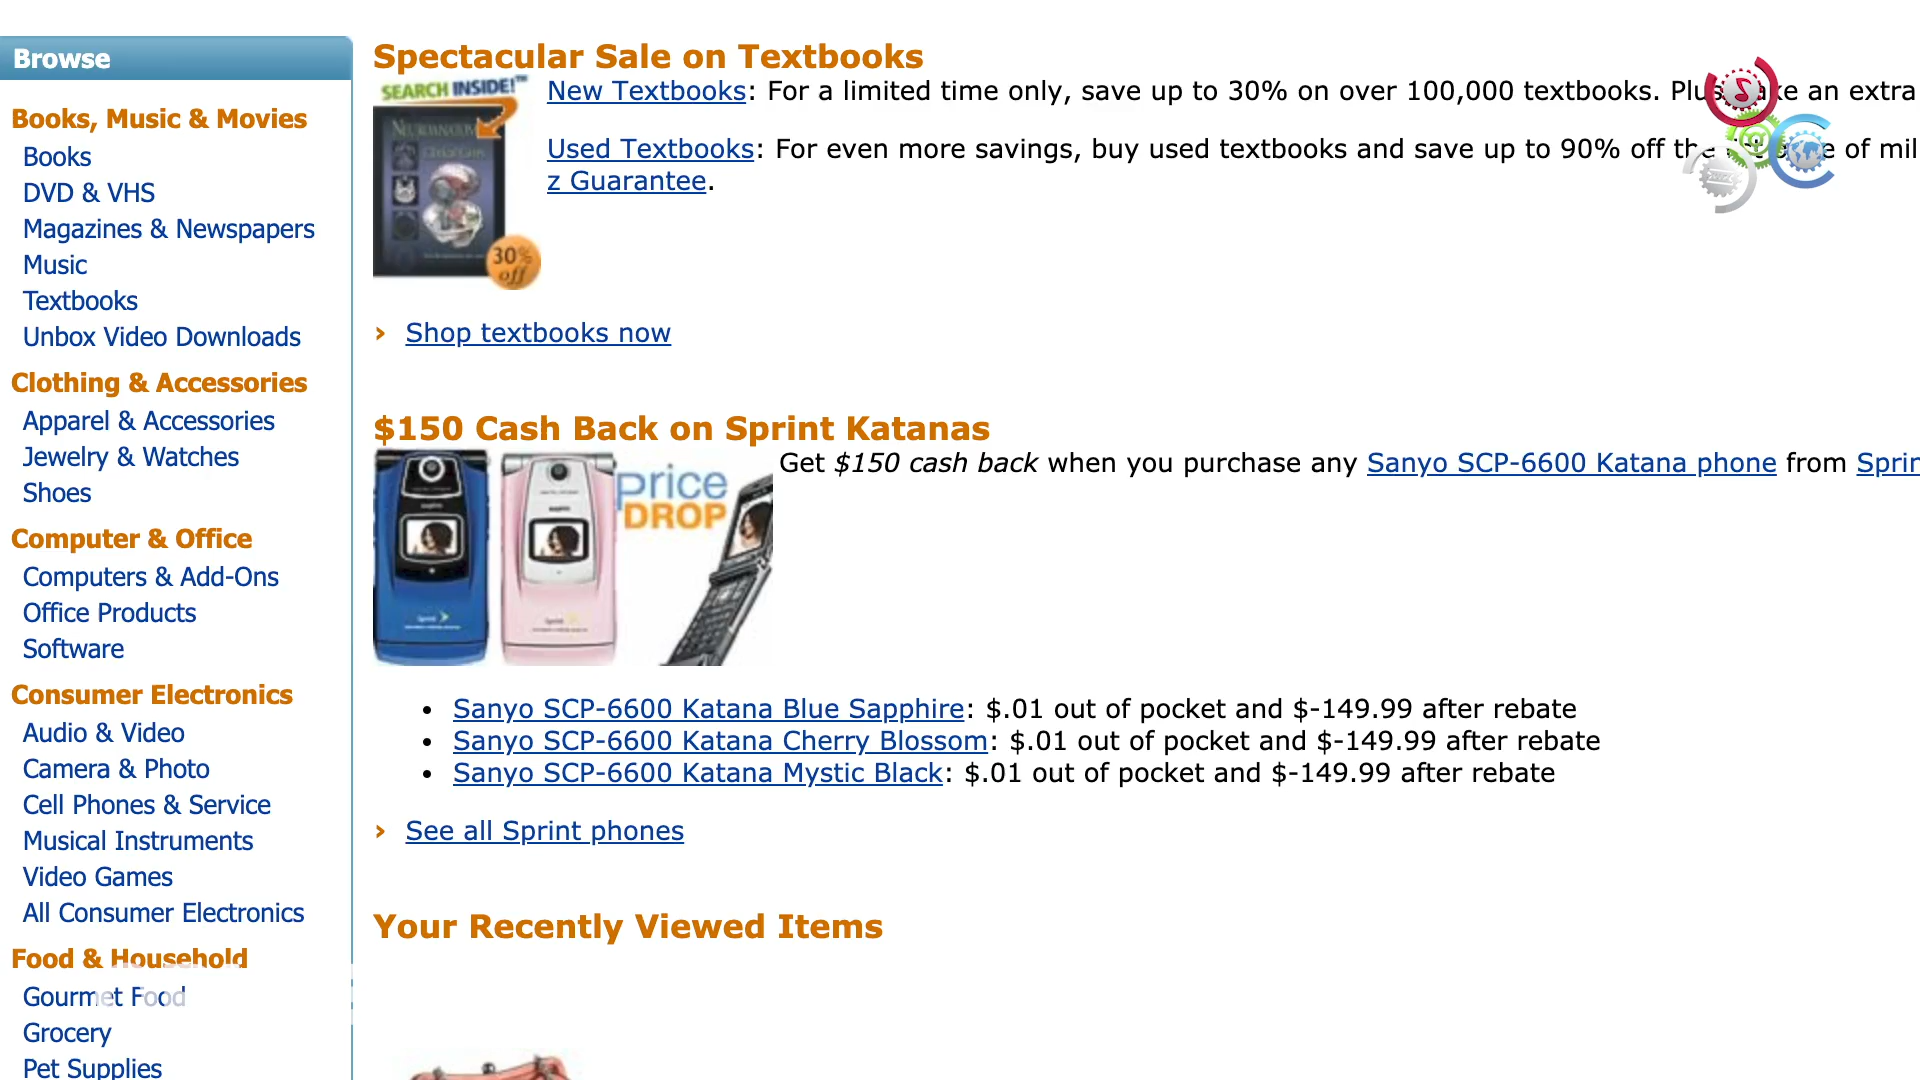 Browse
Books, Music & Movies
Books
DVD & VHS
Magazines & Newspapers
Music
Textbooks
Unbox Video Downloads
Clothing & Accessories
Apparel & Accessories
Jewelry & Watches
Shoes
Computer & Office
Computers & Add-Ons
Office Products
Software
Consumer Electronics
Audio & Video
Camera & Photo
Cell Phones & Service
Musical Instruments
Video Games
All Consumer Electronics
Food & Household
Gourmet Food
Grocery
Pet Supplies
Spectacular Sale on Textbooks
SEARCH INSIDE!™
30% off
New Textbooks: For a limited time only, save up to 30% on over 100,000 textbooks. Plus, an extra
Used Textbooks: For even more savings, buy used textbooks and save up to 90% off the of mil
z Guarantee.
› Shop textbooks now
$150 Cash Back on Sprint Katanas
price
DROP
Get $150 cash back when you purchase any Sanyo SCP-6600 Katana phone from Sprin
• Sanyo SCP-6600 Katana Blue Sapphire: $.01 out of pocket and $-149.99 after rebate
• Sanyo SCP-6600 Katana Cherry Blossom: $.01 out of pocket and $-149.99 after rebate
• Sanyo SCP-6600 Katana Mystic Black: $.01 out of pocket and $-149.99 after rebate
› See all Sprint phones
Your Recently Viewed Items